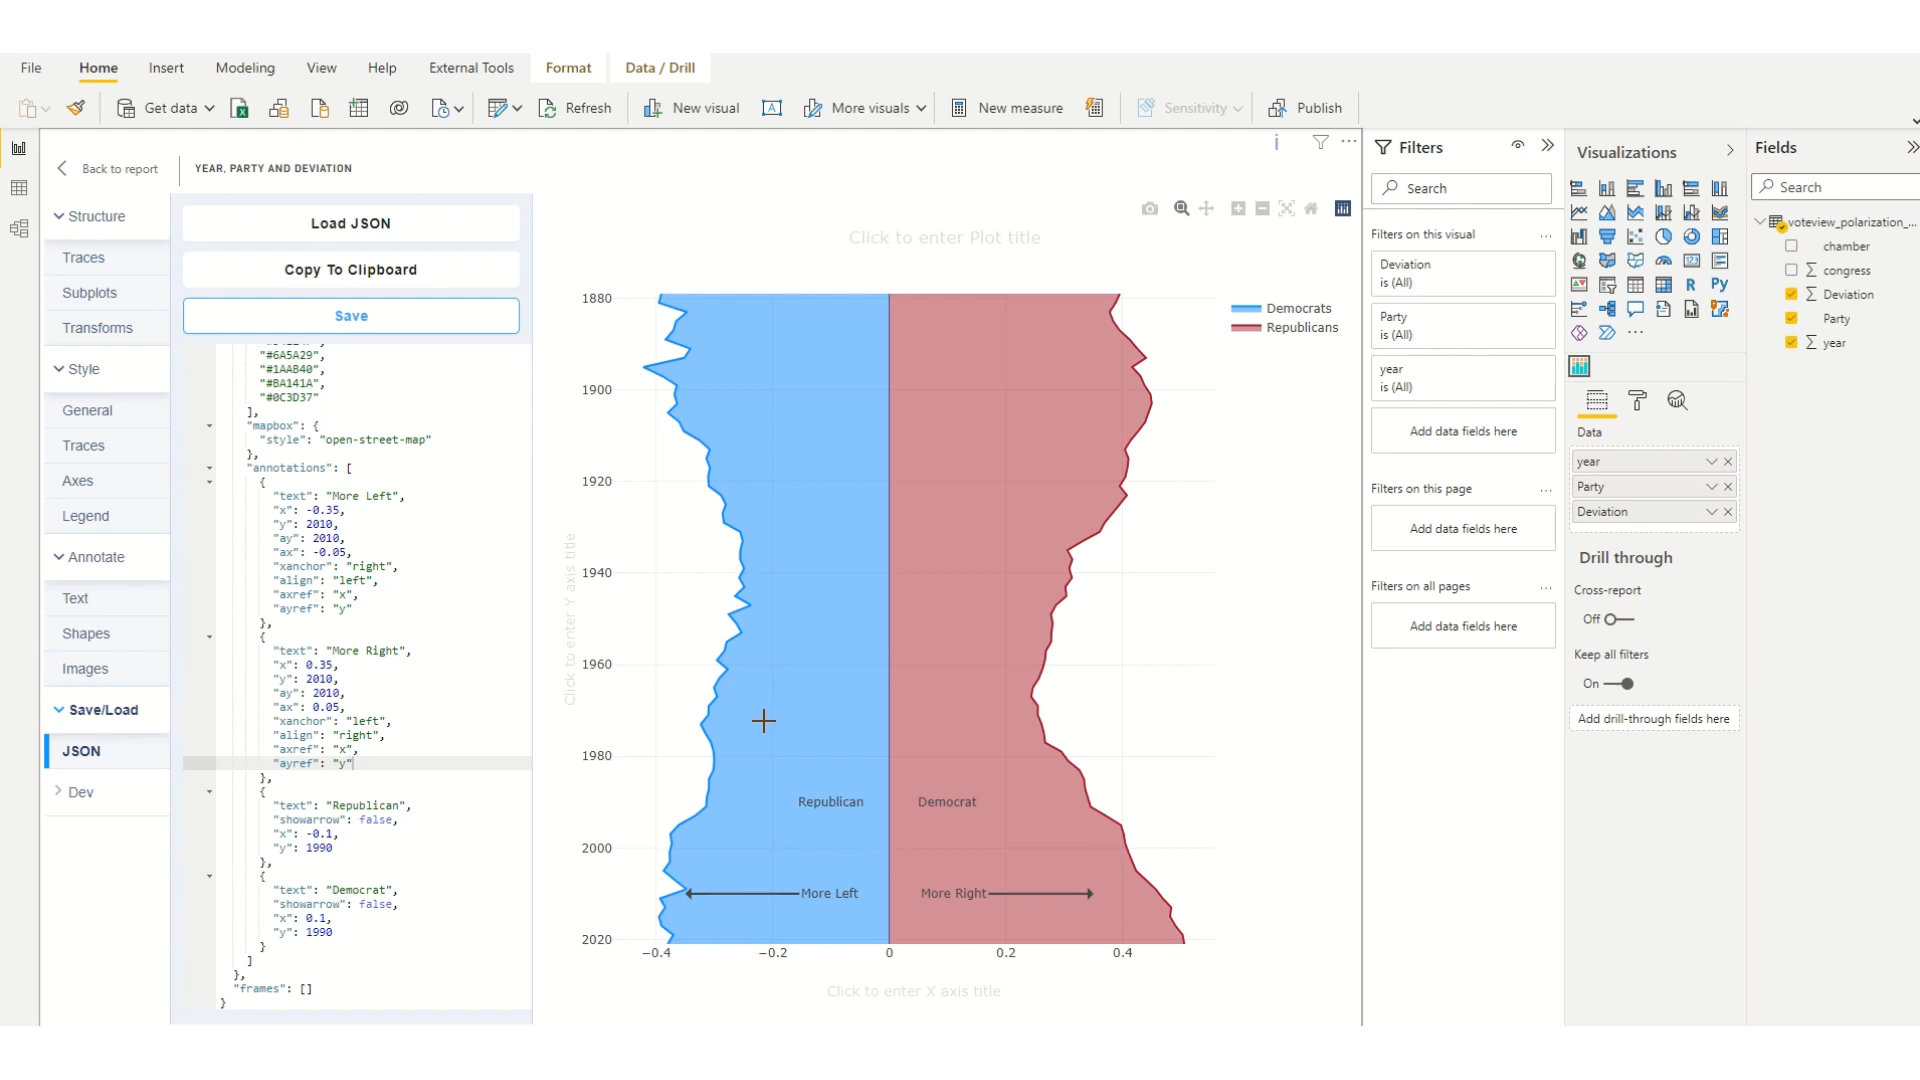 File Home Insert Modeling View Help External Tools Format Data / Drill
Get data Refresh New visual More visuals New measure Sensitivity Publish
Back to report YEAR, PARTY AND DEVIATION
Structure
Traces
Subplots
Transforms
Style
General
Traces
Axes
Legend
Annotate
Text
Shapes
Images
Save/Load
JSON
Dev
Load JSON
Copy To Clipboard
Save
"#6A5A29",
"#1AAB40",
"#BA141A",
"#0C3D37"
],
"mapbox": {
"style": "open-street-map"
},
"annotations": [
{
"text": "More Left",
"x": -0.35,
"y": 2010,
"ay": 2010,
"ax": -0.05,
"xanchor": "right",
"align": "left",
"axref": "x",
"ayref": "y"
},
{
"text": "More Right",
"x": 0.35,
"y": 2010,
"ay": 2010,
"ax": 0.05,
"xanchor": "left",
"align": "right",
"axref": "x",
"ayref": "y"
},
{
"text": "Republican",
"showarrow": false,
"x": -0.1,
"y": 1990
},
{
"text": "Democrat",
"showarrow": false,
"x": 0.1,
"y": 1990
}
]
},
"frames": []
}
Click to enter Plot title
Click to enter Y axis title
1880
1900
1920
1940
1960
1980
2000
2020
Republican Democrat
More Left More Right
−0.4 −0.2 0 0.2 0.4
Click to enter X axis title
Democrats
Republicans
Filters
Search
Filters on this visual ...
Deviation
is (All)
Party
is (All)
year
is (All)
Add data fields here
Filters on this page ...
Add data fields here
Filters on all pages ...
Add data fields here
Visualizations
123
R Py
...
Data
year
Party
Deviation
Drill through
Cross-report
Off
Keep all filters
On
Add drill-through fields here
Fields
Search
voteview_polarization_...
chamber
∑ congress
∑ Deviation
Party
∑ year